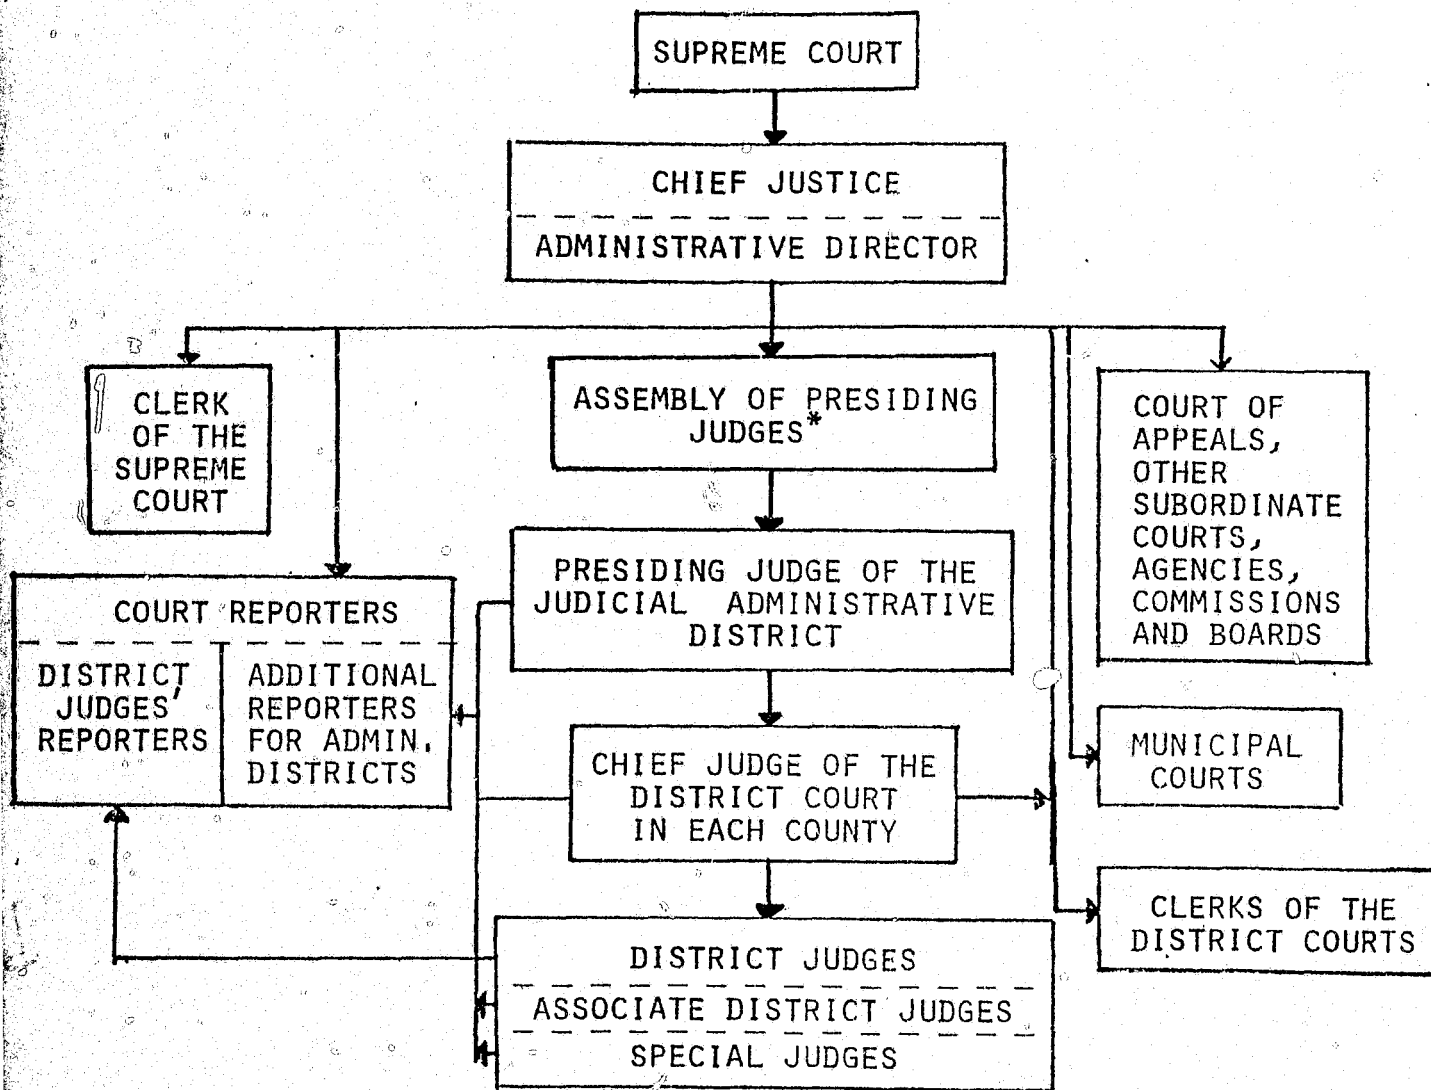 SUPREME COURT
CHIEF JUSTICE
ADMINISTRATIVE DIRECTOR
CLERK
OF THE
SUPREME
COURT
ASSEMBLY OF PRESIDING
JUDGES*
COURT OF
APPEALS,
OTHER
SUBORDINATE
COURTS,
AGENCIES,
COMMISSIONS
AND BOARDS
PRESIDING JUDGE OF THE
JUDICIAL ADMINISTRATIVE
DISTRICT
COURT REPORTERS
DISTRICT
JUDGES'
REPORTERS
ADDITIONAL
REPORTERS
FOR ADMIN.
DISTRICTS
CHIEF JUDGE OF THE
DISTRICT COURT
IN EACH COUNTY
MUNICIPAL
COURTS
CLERKS OF THE
DISTRICT COURTS
DISTRICT JUDGES
ASSOCIATE DISTRICT JUDGES
SPECIAL JUDGES